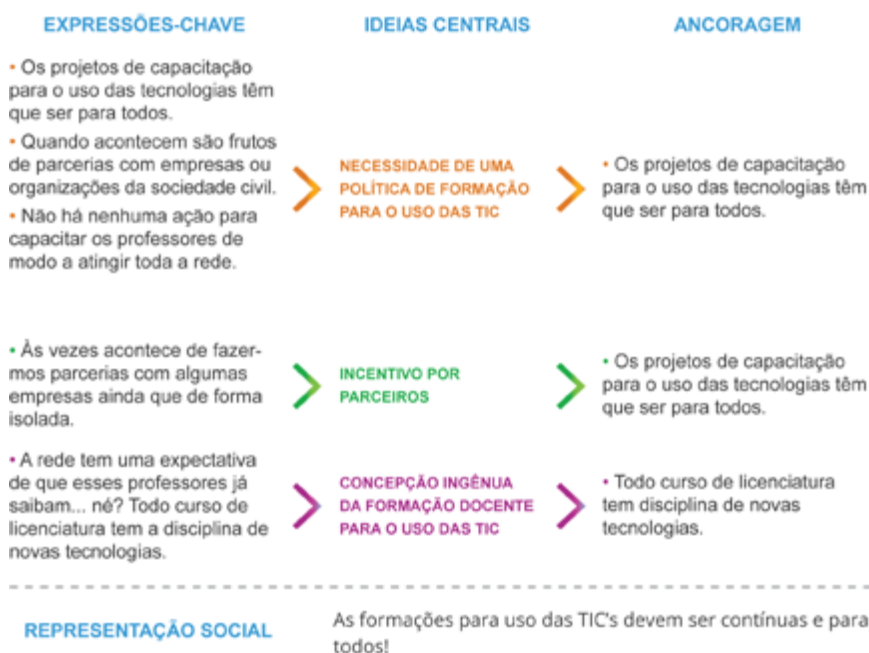 EXPRESSÕES-CHAVE
IDEIAS CENTRAIS
ANCORAGEM
• Os projetos de capacitação
para o uso das tecnologias têm
que ser para todos.
• Quando acontecem são frutos
de parcerias com empresas ou
organizações da sociedade civil.
• Não há nenhuma ação para
capacitar os professores de
modo a atingir toda a rede.
NECESSIDADE DE UMA
POLÍTICA DE FORMAÇÃO
PARA O USO DAS TIC
• Os projetos de capacitação
para o uso das tecnologias têm
que ser para todos.
• Às vezes acontece de fazer-
mos parcerias com algumas
empresas ainda que de forma
isolada.
INCENTIVO POR
PARCEIROS
• Os projetos de capacitação
para o uso das tecnologias têm
que ser para todos.
• A rede tem uma expectativa
de que esses professores já
saibam... né? Todo curso de
licenciatura tem a disciplina de
novas tecnologias.
CONCEPÇÃO INGÊNUA
DA FORMAÇÃO DOCENTE
PARA O USO DAS TIC
• Todo curso de licenciatura
tem disciplina de novas
tecnologias.
REPRESENTAÇÃO SOCIAL
As formações para uso das TIC's devem ser contínuas e para
todos!